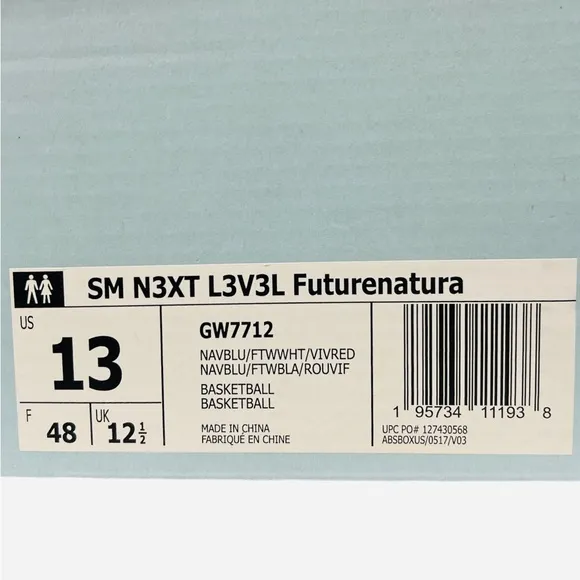 SM N3XT L3V3L Futurenatura
US
13
F
48
UK
12 1/2
GW7712
NAVBLU/FTWWHT/VIVRED
NAVBLU/FTWBLA/ROUVIF
BASKETBALL
BASKETBALL
MADE IN CHINA
FABRIQUÉ EN CHINE
1 95734 11193 8
UPC PO# 127430568
ABSBOXUS/0517/V03